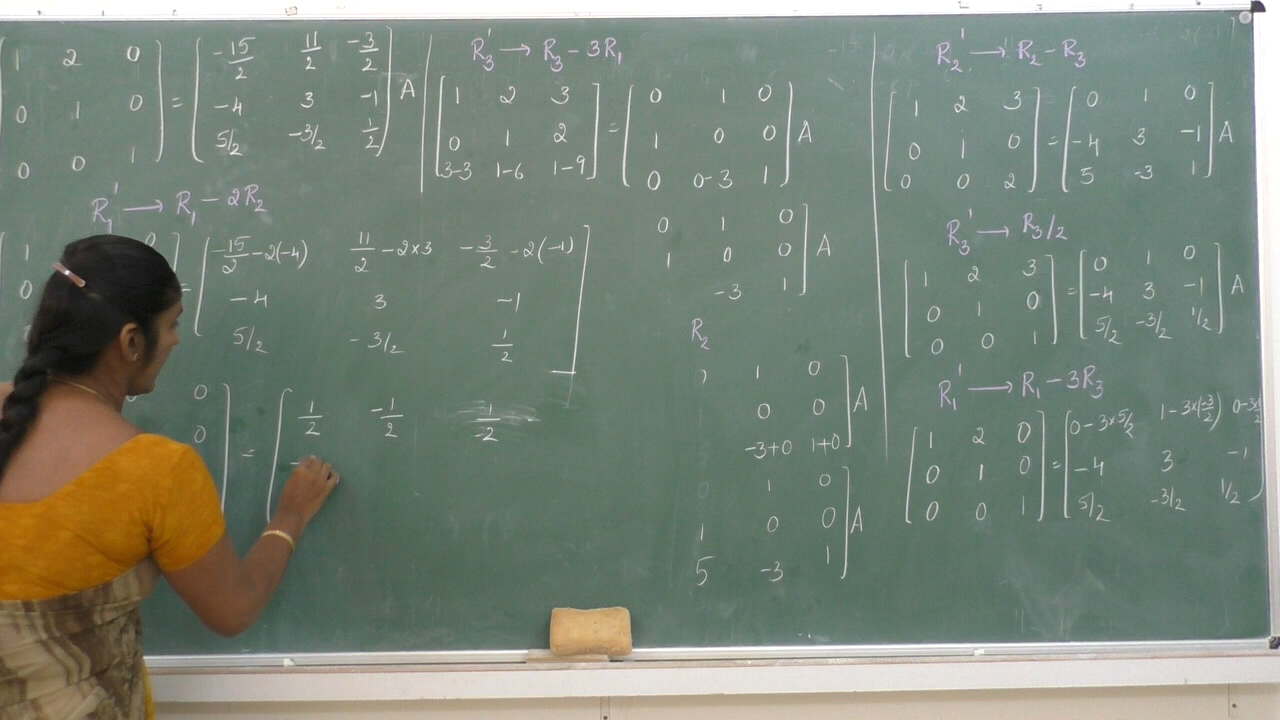 1 2 0 = -15/2 11/2 -3/2
0 1 0 -4 3 -1 A
0 0 1 5/2 -3/2 1/2
R₁' → R₁ - 2R₂
1 0 = -15/2 -2(-4) 11/2 -2×3 -3/2 -2(-1)
0 -4 3 -1
5/2 -3/2 1/2
0 = 1/2 -1/2 1/-2
0
R₃' → R₃ - 3R₁
1 2 3 = 0 1 0
0 1 2 1 0 0 A
3-3 1-6 1-9 0 0-3 1
0 1 0
1 0 0 A
-3 1
R₂
1 0
0 0 A
-3+0 1+0
1 0
1 0 0 A
5 -3 1
R₂' → R₂ - R₃
1 2 3 = 0 1 0
0 1 0 -4 3 -1 A
0 0 2 5 -3 1
R₃' → R₃/2
1 2 3 = 0 1 0
0 1 0 -4 3 -1 A
0 0 1 5/2 -3/2 1/2
R₁' → R₁ - 3R₃
1 2 0 = 0-3×5/2 1-3×(-3/2)
0 1 0 -4 3 -1
0 0 1 5/2 -3/2 1/2